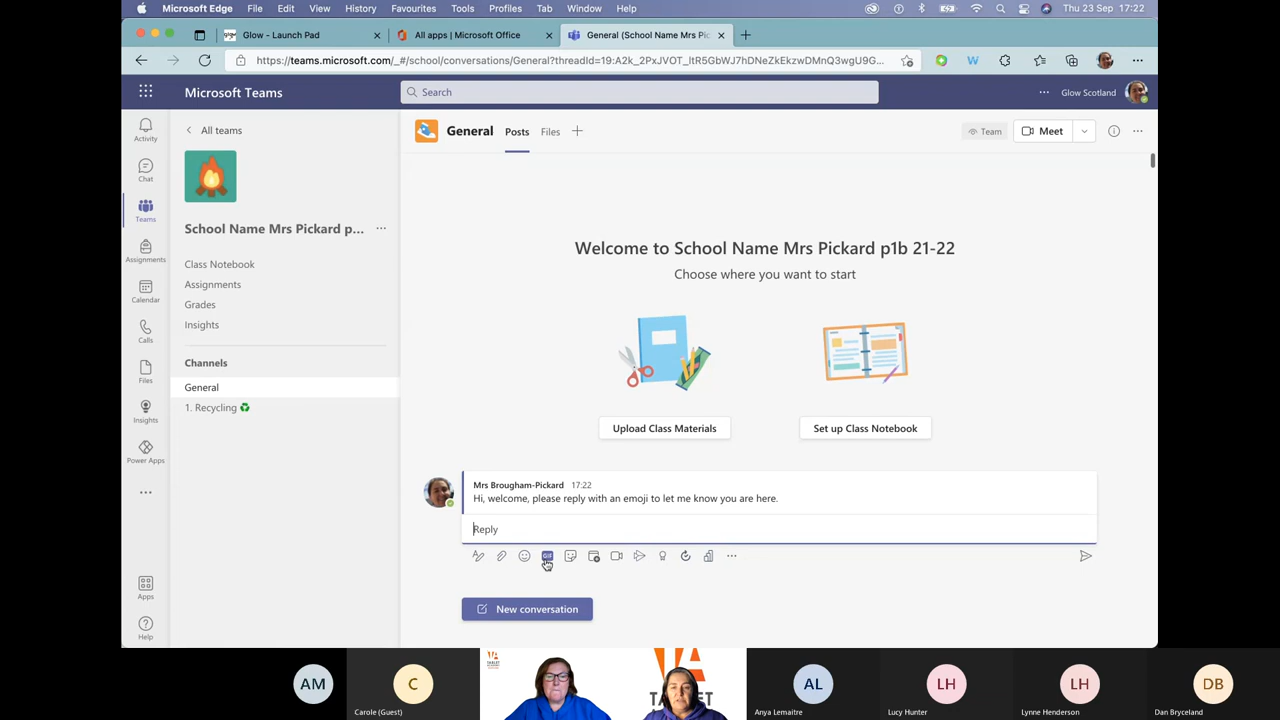 Microsoft Edge File Edit View History Favourites Tools Profiles Tab Window Help Thu 23 Sep 17:22
Glow - Launch Pad
All apps | Microsoft Office
General (School Name Mrs Pic
https://teams.microsoft.com/_#/school/conversations/General?threadId=19:A2k_2PxJVOT_ItR5GbWJ7hDNeZkEkzwDMnQ3wgU9G...
Microsoft Teams
Search
Glow Scotland
Activity
Chat
Teams
Assignments
Calendar
Calls
Files
Insights
Power Apps
Apps
Help
All teams
School Name Mrs Pickard p...
Class Notebook
Assignments
Grades
Insights
Channels
General
1. Recycling
General Posts Files
Team
Meet
Welcome to School Name Mrs Pickard p1b 21-22
Choose where you want to start
Upload Class Materials
Set up Class Notebook
Mrs Brougham-Pickard 17:22
Hi, welcome, please reply with an emoji to let me know you are here.
Reply
GIF
New conversation
AM
C
Carole (Guest)
TABLET
AL
Anya Lemaitre
LH
Lucy Hunter
LH
Lynne Henderson
DB
Dan Bryceland